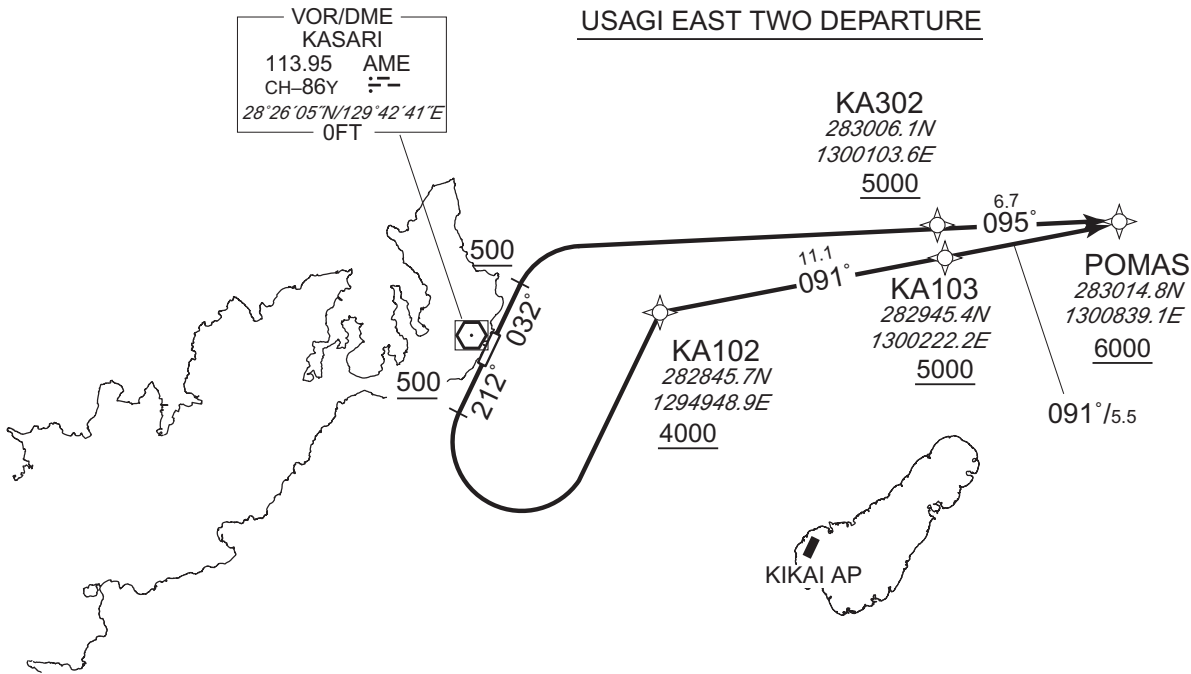 USAGI EAST TWO DEPARTURE
VOR/DME
KASARI
113.95 AME
CH–86Y
28°26´05˝N/129°42´41˝E
0FT
KA302
283006.1N
1300103.6E
5000
6.7
095°
500
032°
11.1
091°
KA103
282945.4N
1300222.2E
5000
POMAS
283014.8N
1300839.1E
6000
091°/5.5
KA102
282845.7N
1294948.9E
4000
500
212°
KIKAI AP